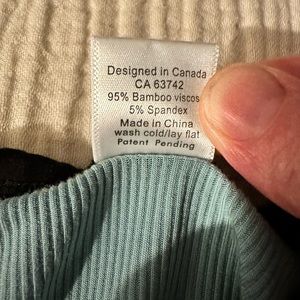 Designed in Canada
CA 63742
95% Bamboo viscos
5% Spandex
Made in China
wash cold/lay flat
Patent Pending